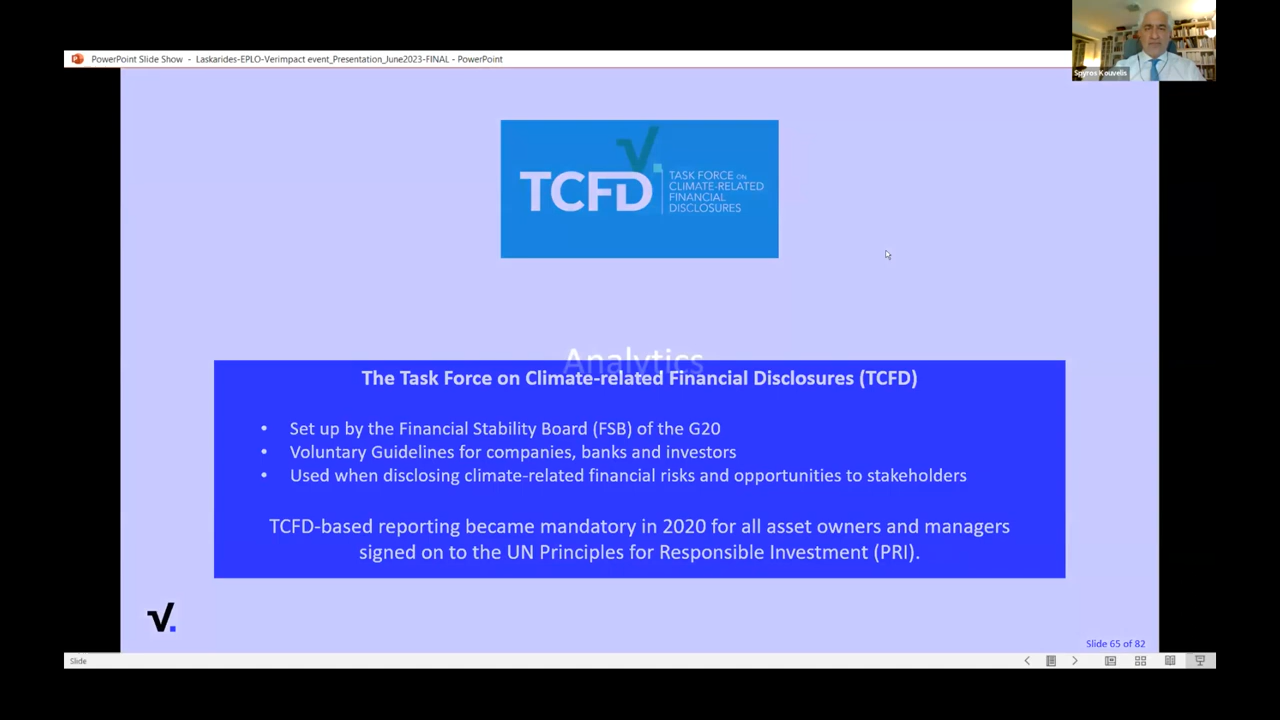 PowerPoint Slide Show - Laskarides-EPLO-Verimpact event_Presentation_June2023-FINAL - PowerPoint
Spyros Kouvelis
TCFD
TASK FORCE ON
CLIMATE-RELATED
FINANCIAL
DISCLOSURES
Analytics
The Task Force on Climate-related Financial Disclosures (TCFD)
• Set up by the Financial Stability Board (FSB) of the G20
• Voluntary Guidelines for companies, banks and investors
• Used when disclosing climate-related financial risks and opportunities to stakeholders
TCFD-based reporting became mandatory in 2020 for all asset owners and managers
signed on to the UN Principles for Responsible Investment (PRI).
V.
Slide 65 of 82
Slide